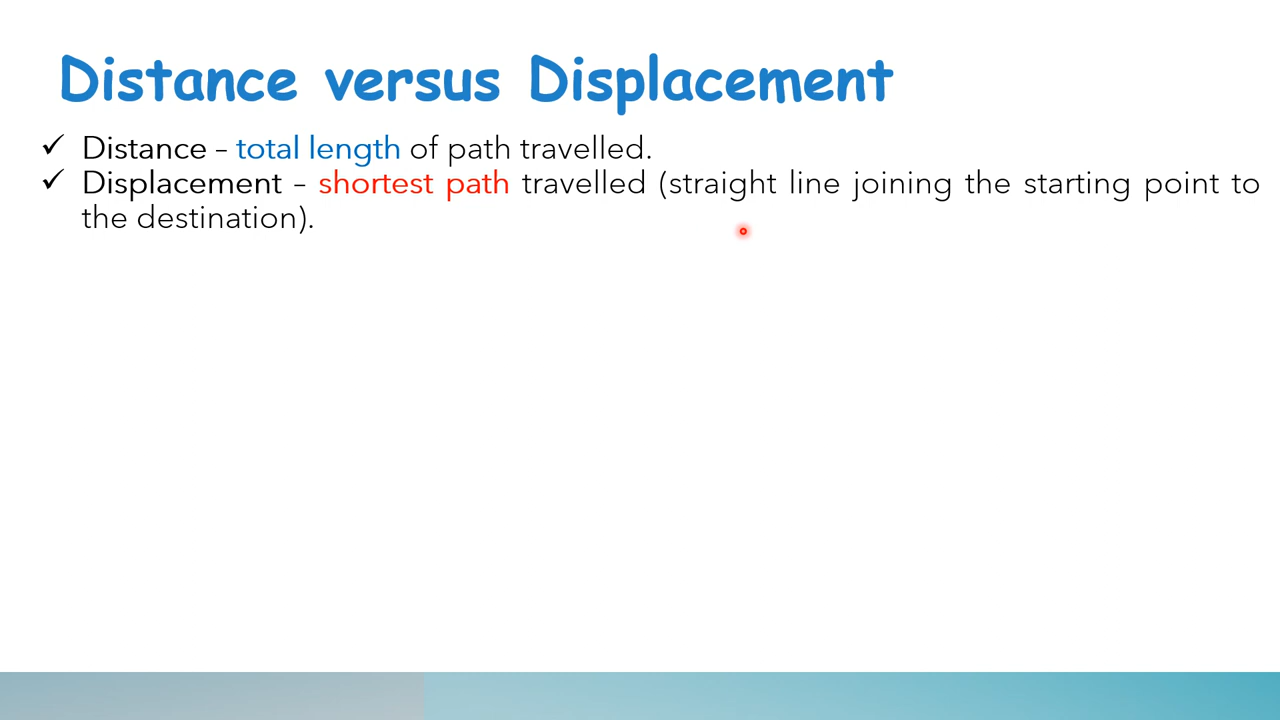 Distance versus Displacement
✓ Distance – total length of path travelled.
✓ Displacement – shortest path travelled (straight line joining the starting point to
the destination).